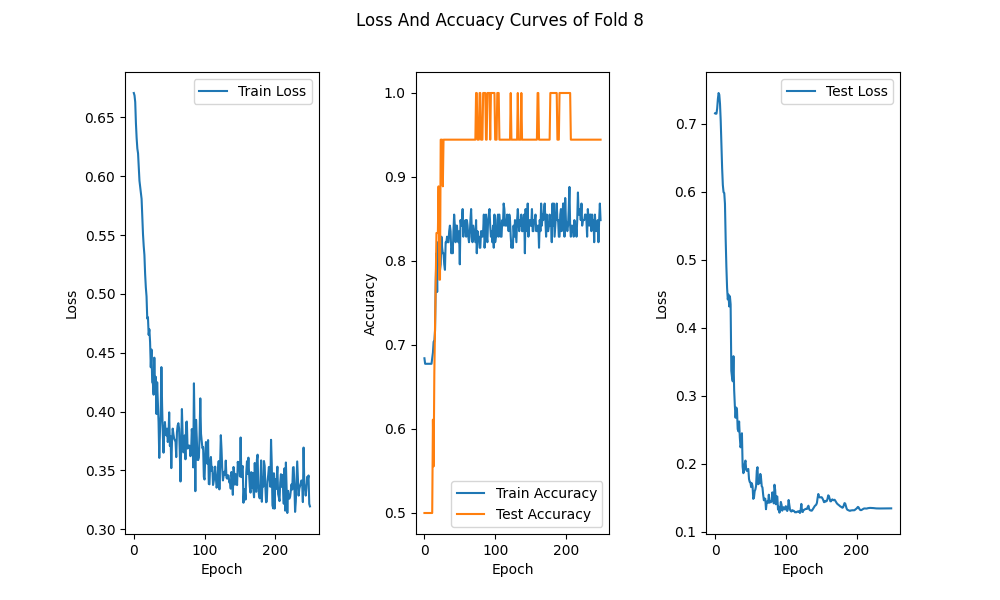 Loss And Accuacy Curves of Fold 8
Train Loss
0.65
0.60
0.55
0.50
0.45
0.40
0.35
0.30
Loss
0
100
200
Epoch
1.0
0.9
0.8
0.7
0.6
0.5
Accuracy
Train Accuracy
Test Accuracy
0
100
200
Epoch
Test Loss
0.7
0.6
0.5
0.4
0.3
0.2
0.1
Loss
0
100
200
Epoch